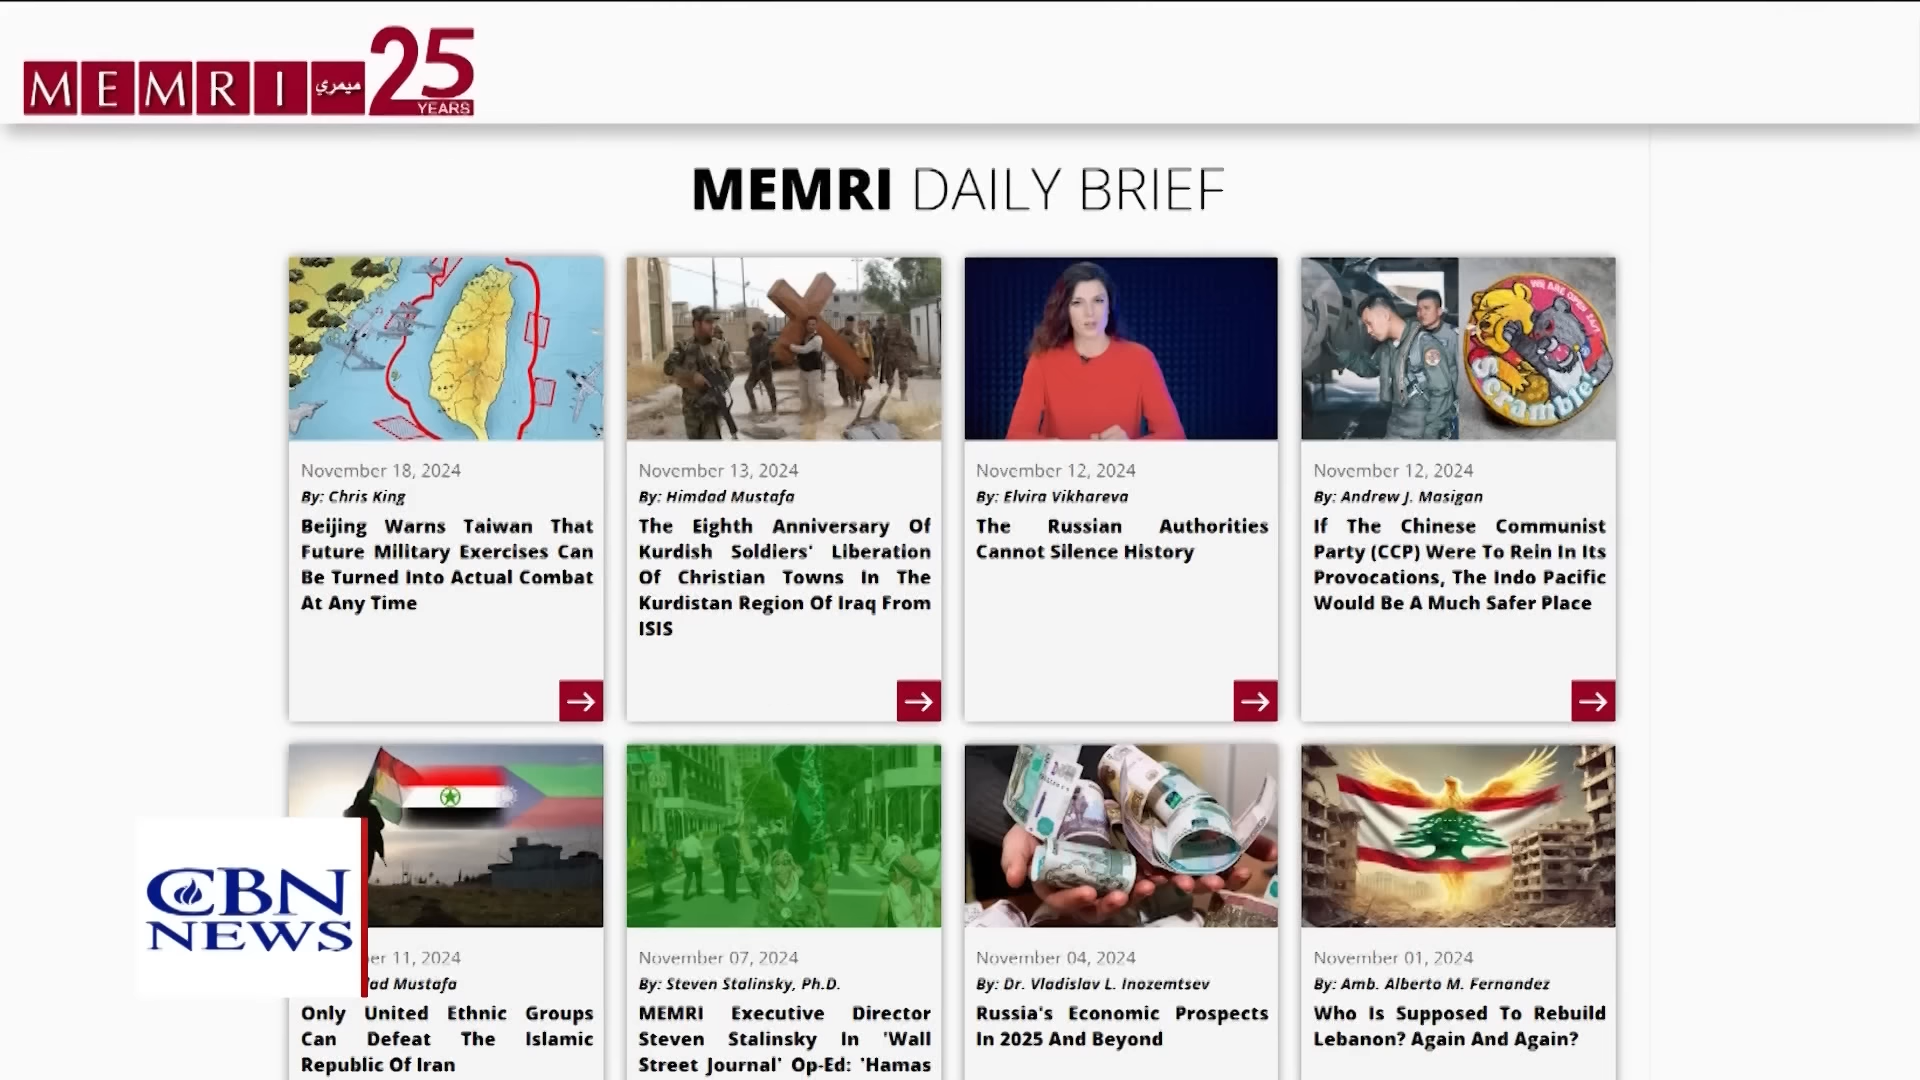 MEMRI ميمري 25
YEARS
MEMRI DAILY BRIEF
WE ARE OPEN 24/7
Scramble!
November 18, 2024
By: Chris King
Beijing Warns Taiwan That
Future Military Exercises Can
Be Turned Into Actual Combat
At Any Time
November 13, 2024
By: Himdad Mustafa
The Eighth Anniversary Of
Kurdish Soldiers' Liberation
Of Christian Towns In The
Kurdistan Region Of Iraq From
ISIS
November 12, 2024
By: Elvira Vikhareva
The Russian Authorities
Cannot Silence History
November 12, 2024
By: Andrew J. Masigan
If The Chinese Communist
Party (CCP) Were To Rein In Its
Provocations, The Indo Pacific
Would Be A Much Safer Place
CBN
NEWS
er 11, 2024
ad Mustafa
Only United Ethnic Groups
Can Defeat The Islamic
Republic Of Iran
November 07, 2024
By: Steven Stalinsky, Ph.D.
MEMRI Executive Director
Steven Stalinsky In 'Wall
Street Journal' Op-Ed: 'Hamas
November 04, 2024
By: Dr. Vladislav L. Inozemtsev
Russia's Economic Prospects
In 2025 And Beyond
November 01, 2024
By: Amb. Alberto M. Fernandez
Who Is Supposed To Rebuild
Lebanon? Again And Again?